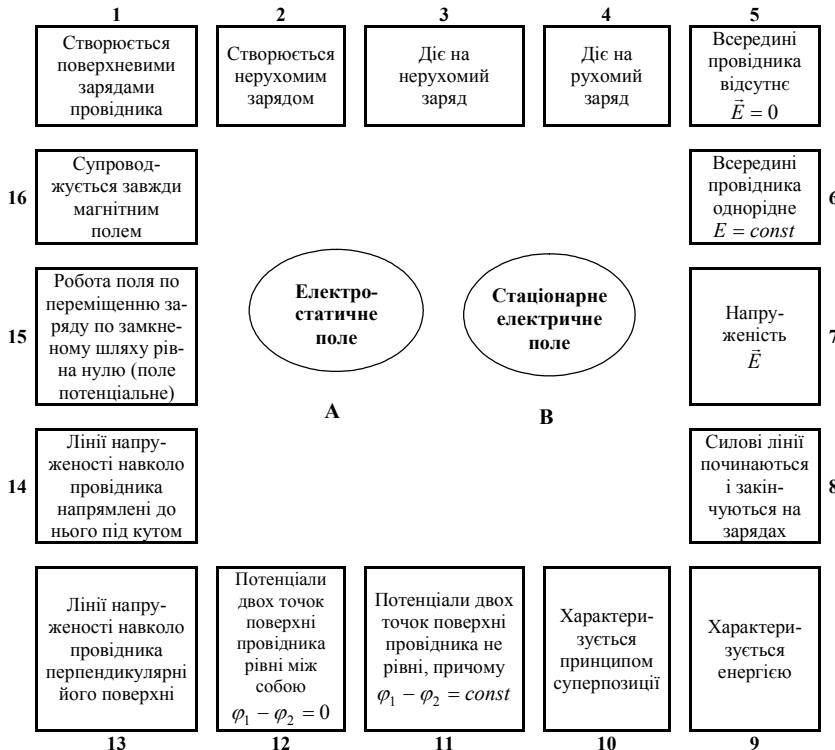 1
2
3
4
5
Створюється
поверхневими
зарядами
провідника
Створюється
нерухомим
зарядом
Діє на
нерухомий
заряд
Діє на
рухомий
заряд
Всередині
провідника
відсутнє
E⃗ = 0
16
Супровод-
жується завжди
магнітним
полем
Всередині
провідника
однорідне
E = const
6
15
Робота поля по
переміщенню за-
ряду по замкне-
ному шляху рів-
на нулю (поле
потенціальне)
Електро-
статичне
поле
А
Стаціонарне
електричне
поле
В
Напру-
женість
E⃗
7
14
Лінії напру-
женості навколо
провідника
напрямлені до
нього під кутом
Силові лінії
починаються
і закін-
чуються на
зарядах
8
Лінії напру-
женості навколо
провідника
перпендикулярні
його поверхні
Потенціали
двох точок
поверхні
провідника
рівні між
собою
φ₁ − φ₂ = 0
Потенціали двох
точок поверхні
провідника не
рівні, причому
φ₁ − φ₂ = const
Характери-
зується
принципом
суперпозиції
Характери-
зується
енергією
13
12
11
10
9